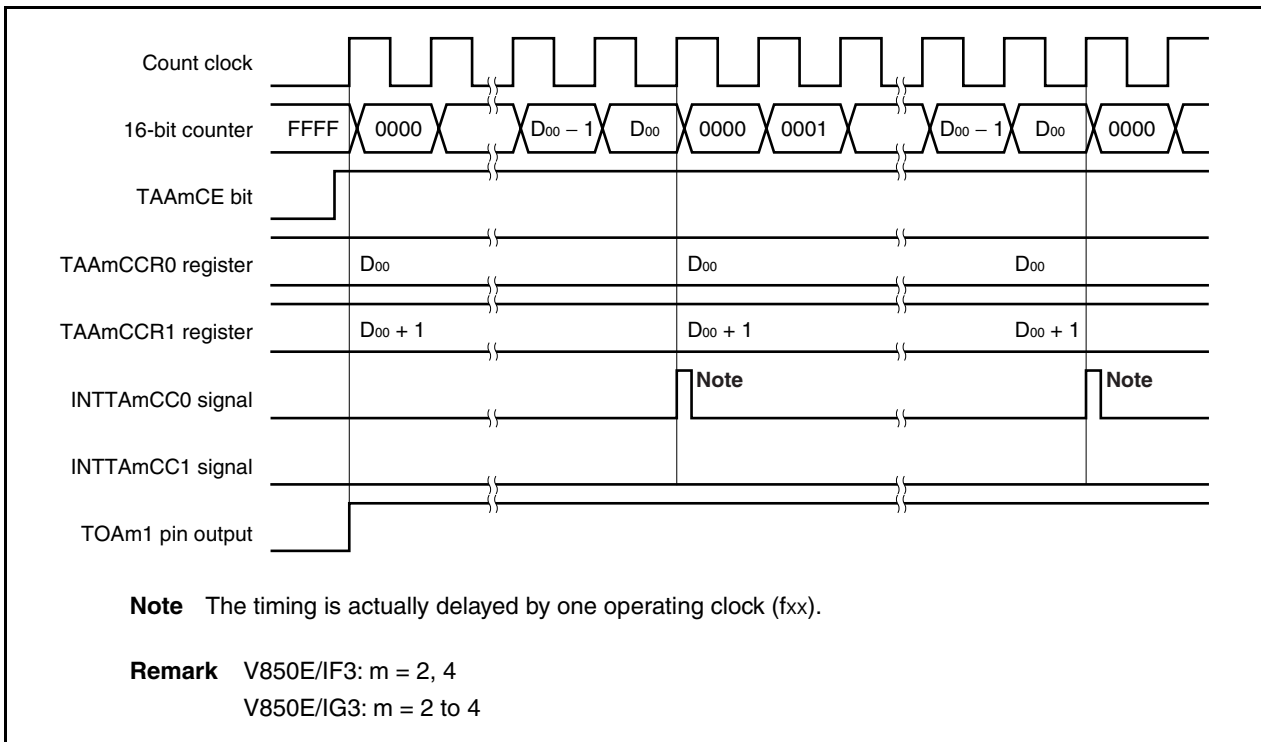 Count clock
16-bit counter FFFF 0000 D00 − 1 D00 0000 0001 D00 − 1 D00 0000
TAAmCE bit
TAAmCCR0 register D00 D00 D00
TAAmCCR1 register D00 + 1 D00 + 1 D00 + 1
INTTAmCC0 signal Note Note
INTTAmCC1 signal
TOAm1 pin output
Note The timing is actually delayed by one operating clock (fxx).
Remark V850E/IF3: m = 2, 4
V850E/IG3: m = 2 to 4